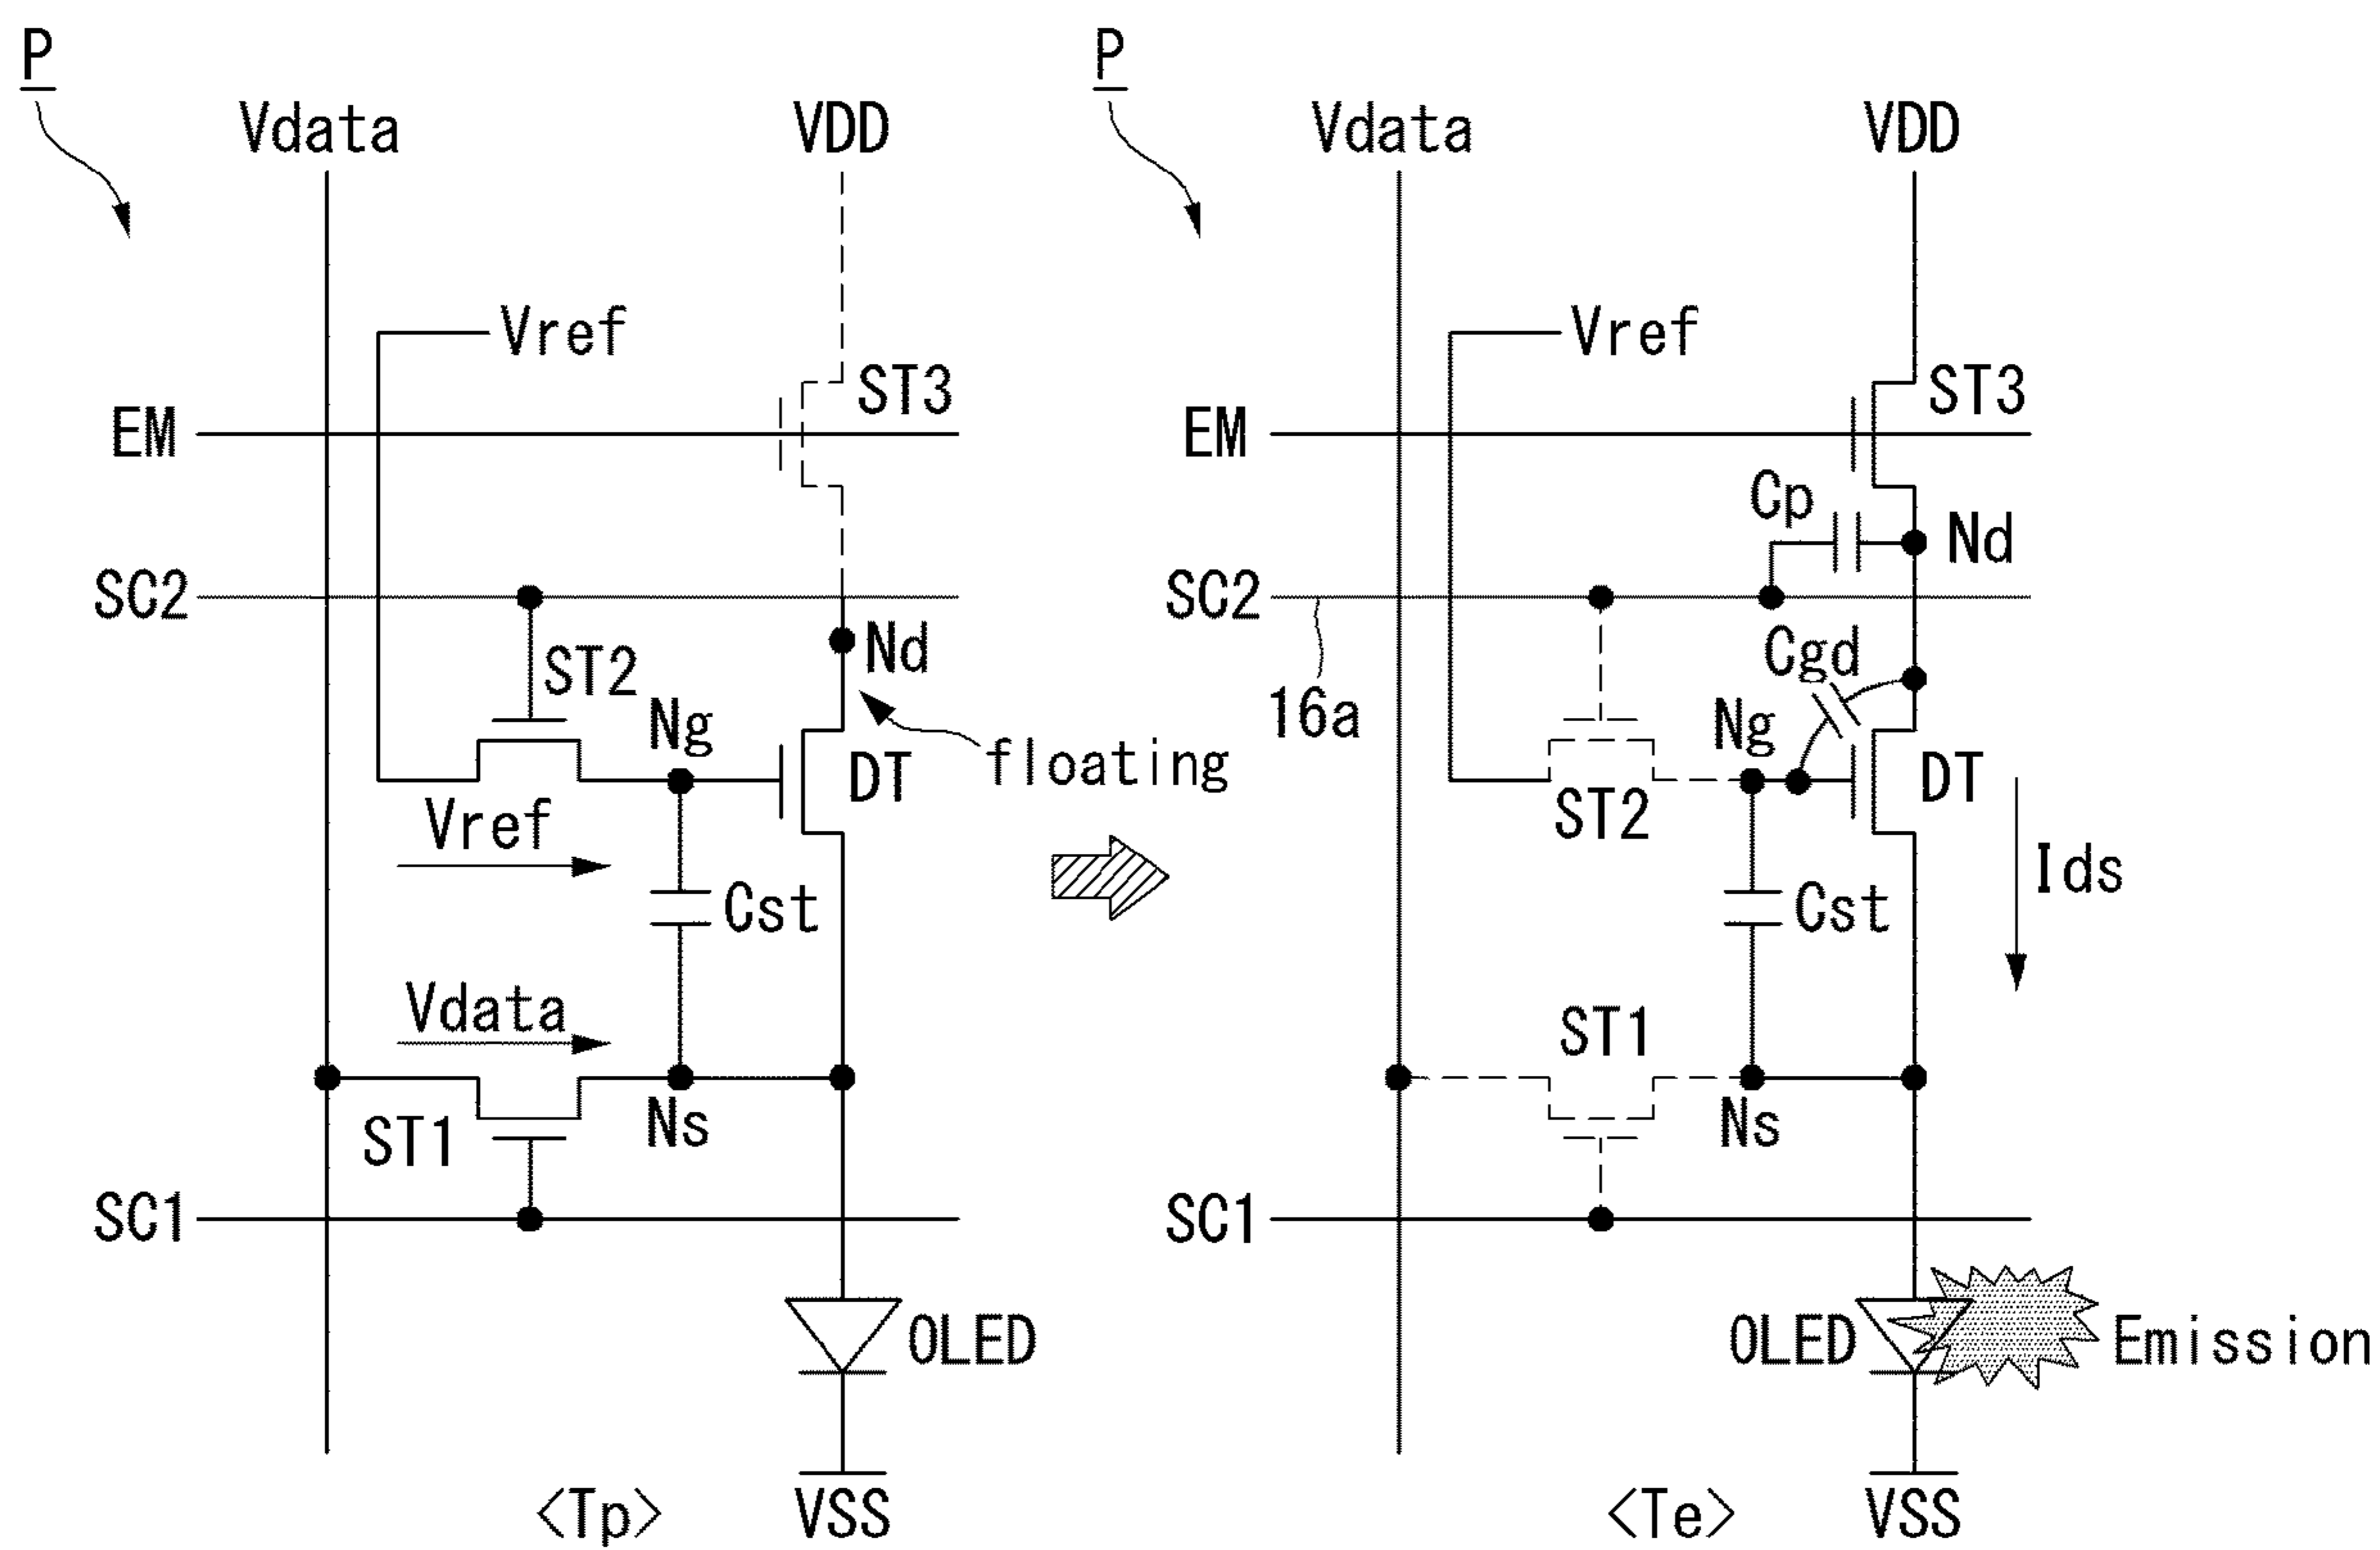 P
Vdata
VDD
Vref
ST3
EM
SC2
Nd
ST2
Ng
floating
DT
Vref
Cst
Vdata
Ns
ST1
SC1
OLED
<Tp>
VSS
P
Vdata
VDD
Vref
ST3
EM
Cp
Nd
SC2
Cgd
16a
Ng
DT
ST2
Ids
Cst
ST1
Ns
SC1
OLED
Emission
<Te>
VSS